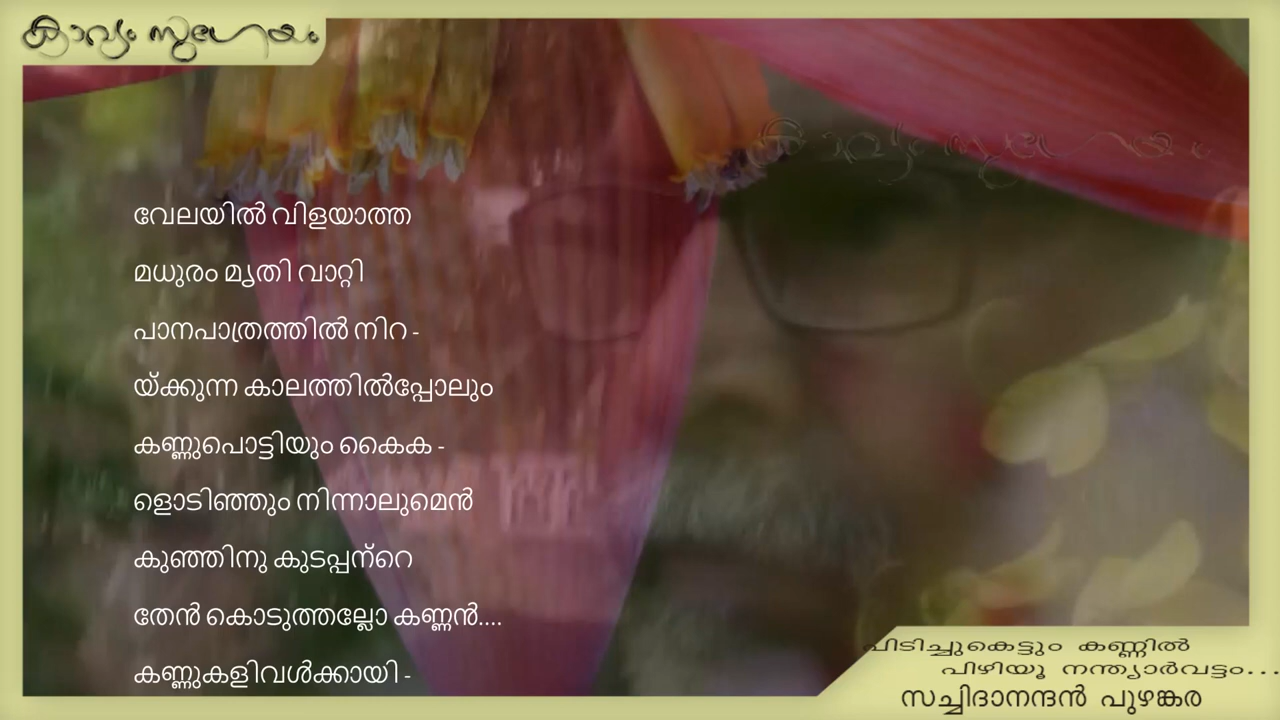 കാവ്യം സുഗേയം
കാവ്യം സുഗേയം
വേലയിൽ വിളയാത്ത
മധുരം മൃതി വാറ്റി
പാനപാത്രത്തിൽ നിറ -
യ്ക്കുന്ന കാലത്തിൽപ്പോലും
കണ്ണുപൊട്ടിയും കൈക -
ളൊടിഞ്ഞും നിന്നാലുമെൻ
കുഞ്ഞിനു കുടപ്പന്റെ
തേൻ കൊടുത്തല്ലോ കണ്ണൻ....
കണ്ണുകളിവൾക്കായി -
പിടിച്ചുകെട്ടും കണ്ണിൽ
പിഴിയൂ നന്ത്യാർവട്ടം...
സച്ചിദാനന്ദൻ പുഴങ്കര